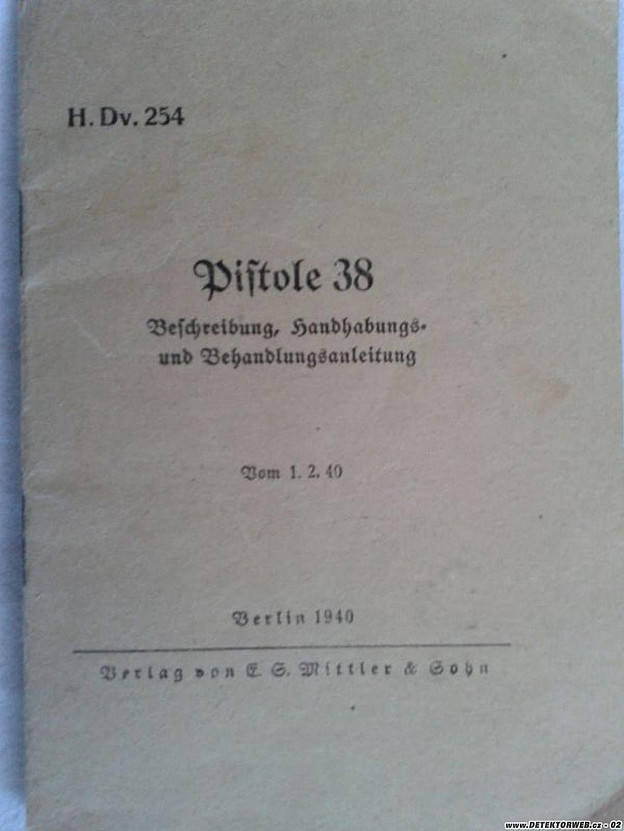 H. Dv. 254
Piſtole 38
Beſchreibung, Handhabungs-
und Behandlungsanleitung
Vom 1. 2. 40
Berlin 1940
Verlag von E. S. Mittler & Sohn
www.DETEKTORWEB.cz - 02